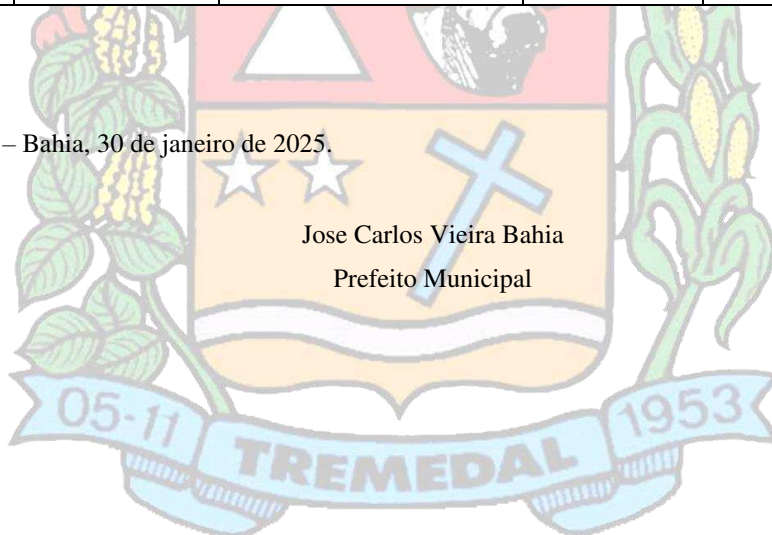 – Bahia, 30 de janeiro de 2025.
Jose Carlos Vieira Bahia
Prefeito Municipal
05-11
1953
TREMEDAL